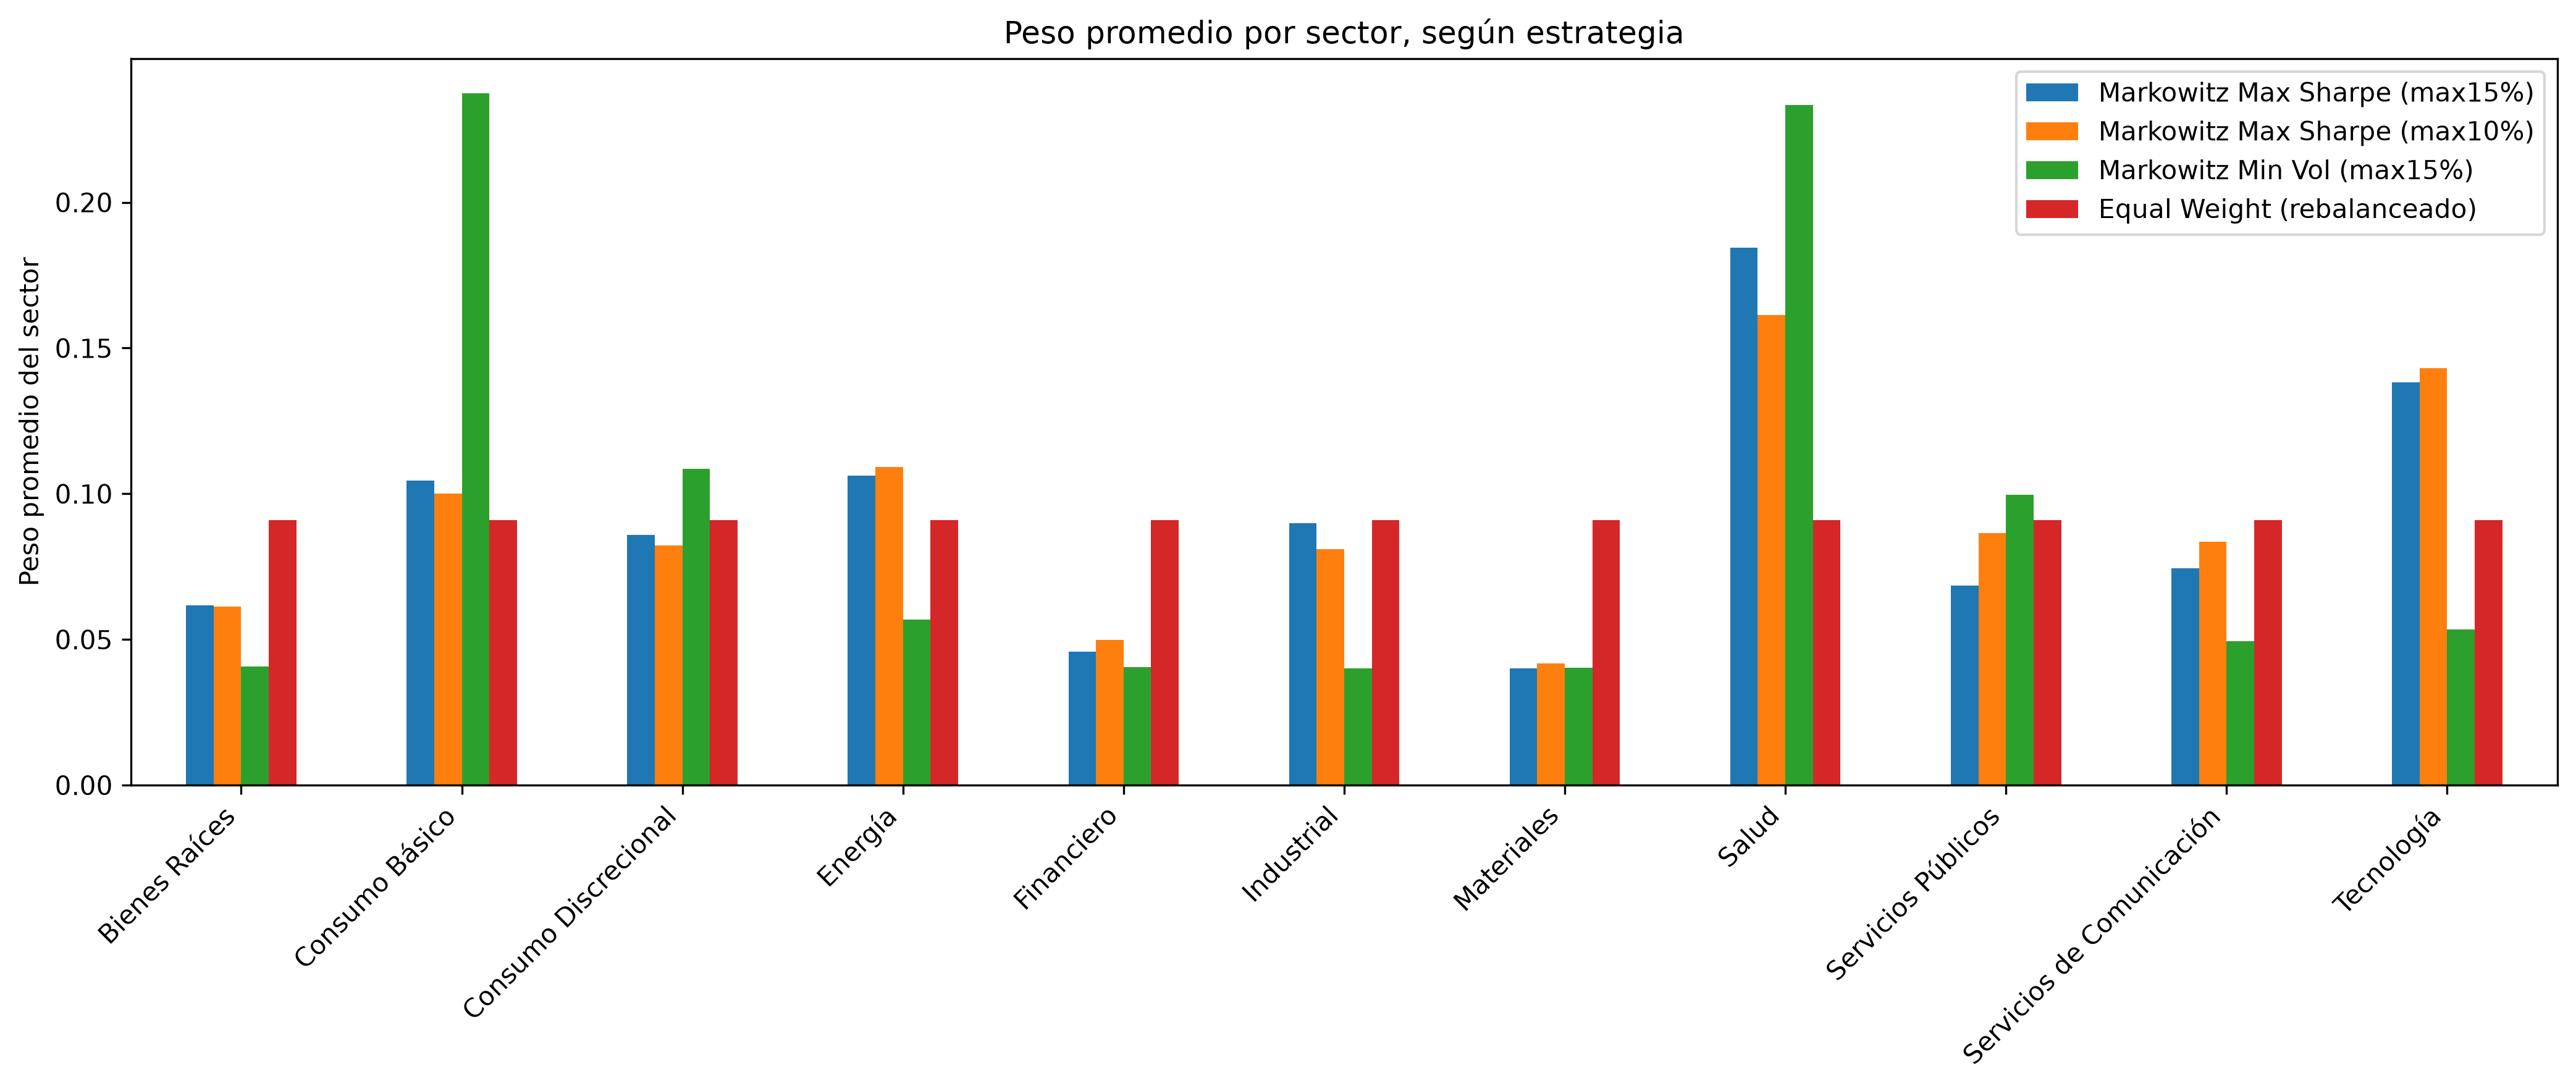 Peso promedio por sector, según estrategia
Markowitz Max Sharpe (max15%)
Markowitz Max Sharpe (max10%)
Markowitz Min Vol (max15%)
Equal Weight (rebalanceado)
Peso promedio del sector
0.20
0.15
0.10
0.05
0.00
Bienes Raíces
Consumo Básico
Consumo Discrecional
Energía
Financiero
Industrial
Materiales
Salud
Servicios Públicos
Servicios de Comunicación
Tecnología